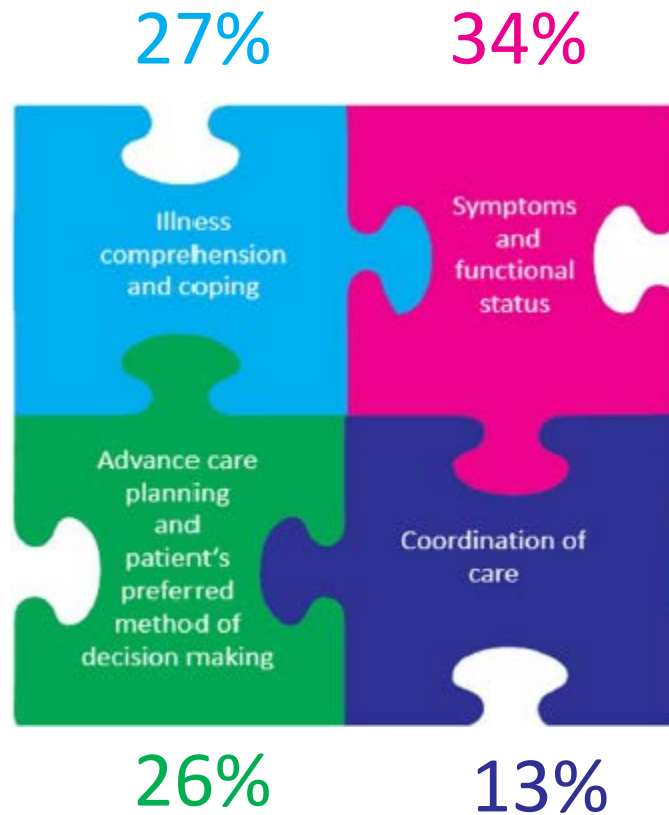 27%
34%
Illness
comprehension
and coping
Symptoms
and
functional
status
Advance care
planning
and
patient's
preferred
method of
decision making
Coordination of
care
26%
13%